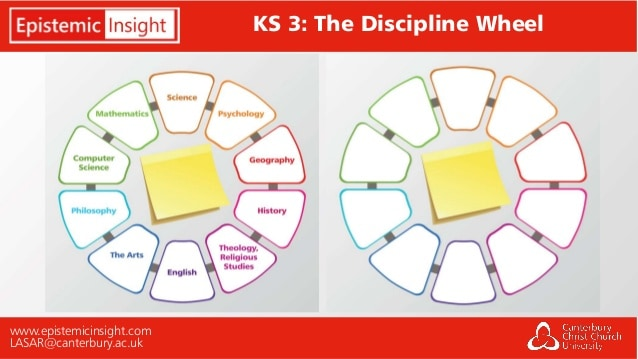 Epistemic Insight
KS 3: The Discipline Wheel
Science
Mathematics
Psychology
Computer
Science
Geography
Philosophy
History
The Arts
Theology,
Religious
Studies
English
www.epistemicinsight.com
LASAR@canterbury.ac.uk
Canterbury
Christ Church
University